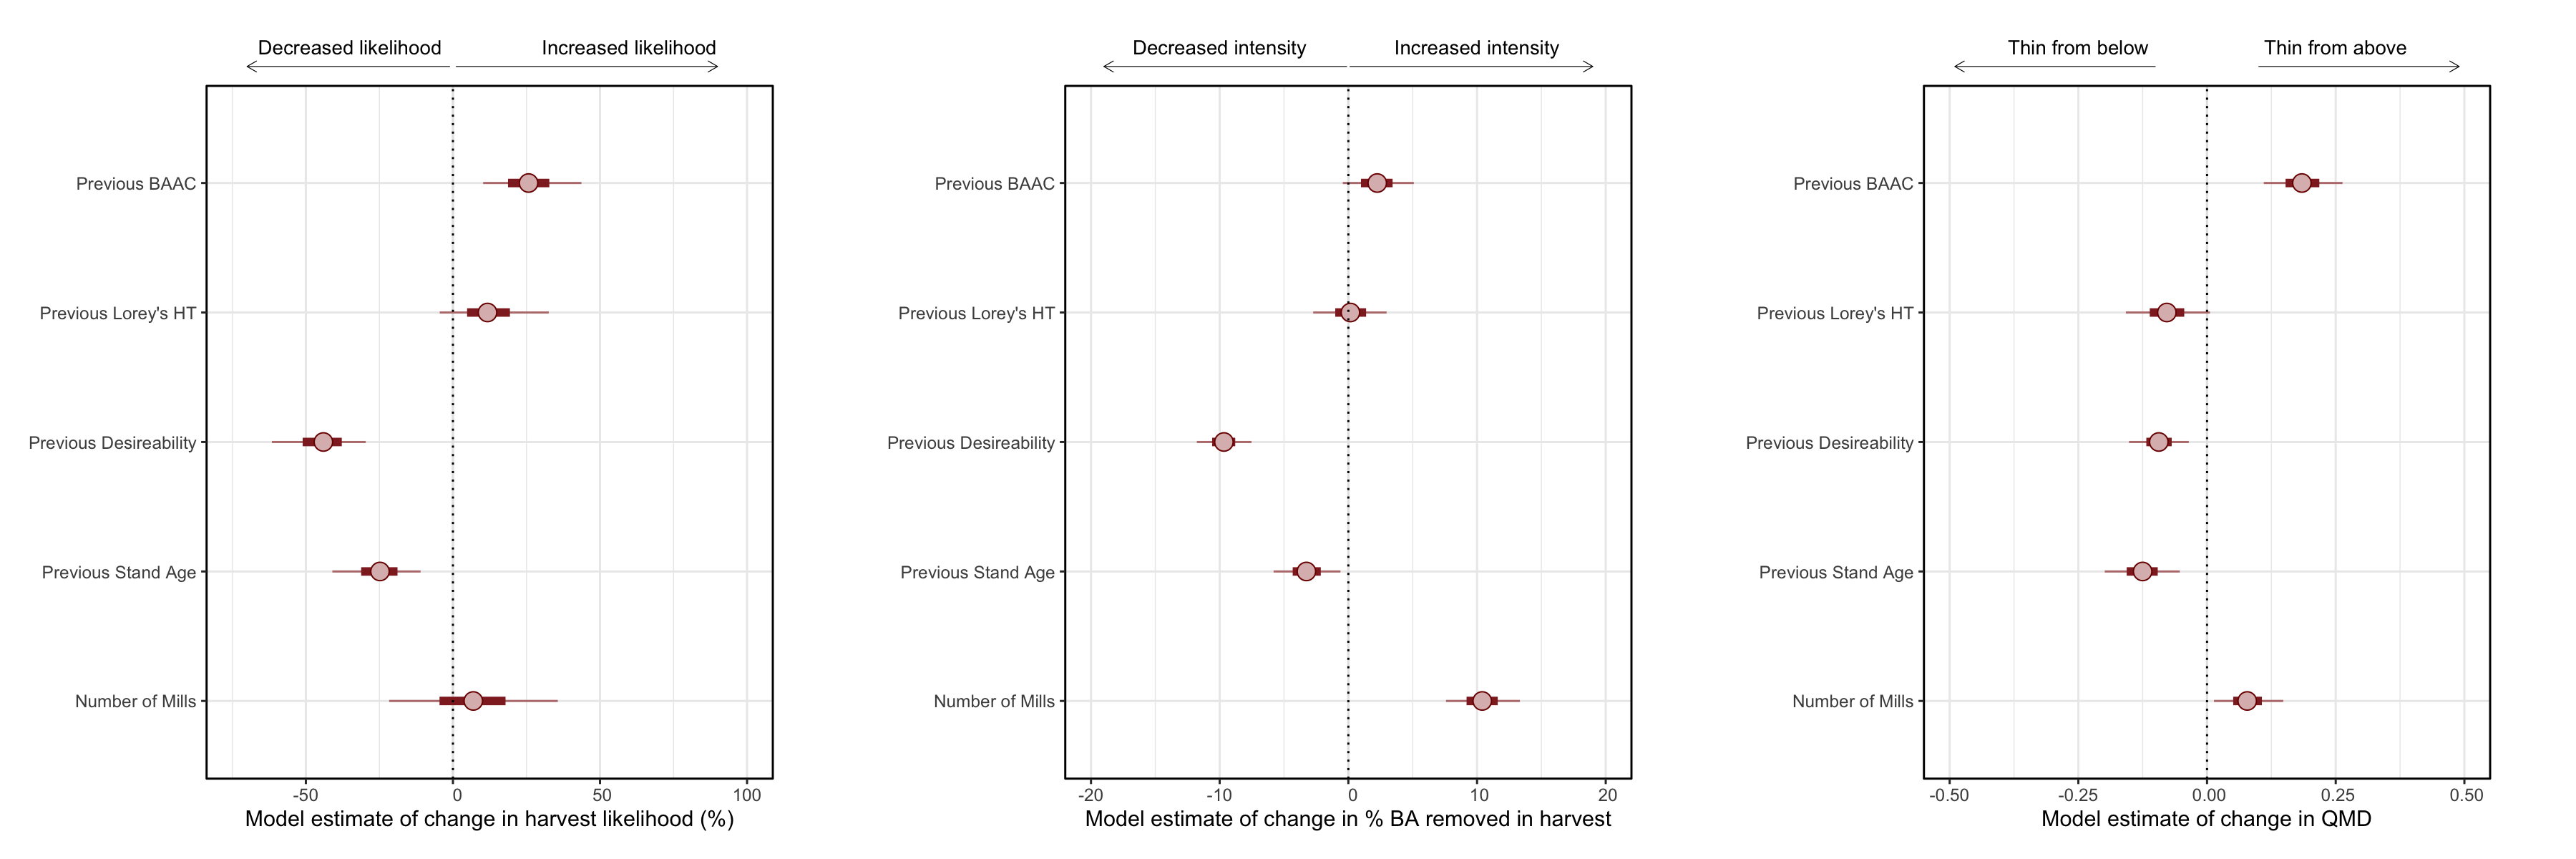 Decreased likelihood
Increased likelihood
Previous BAAC
Previous Lorey's HT
Previous Desireability
Previous Stand Age
Number of Mills
-50
0
50
100
Model estimate of change in harvest likelihood (%)
Decreased intensity
Increased intensity
Previous BAAC
Previous Lorey's HT
Previous Desireability
Previous Stand Age
Number of Mills
-20
-10
0
10
20
Model estimate of change in % BA removed in harvest
Thin from below
Thin from above
Previous BAAC
Previous Lorey's HT
Previous Desireability
Previous Stand Age
Number of Mills
-0.50
-0.25
0.00
0.25
0.50
Model estimate of change in QMD